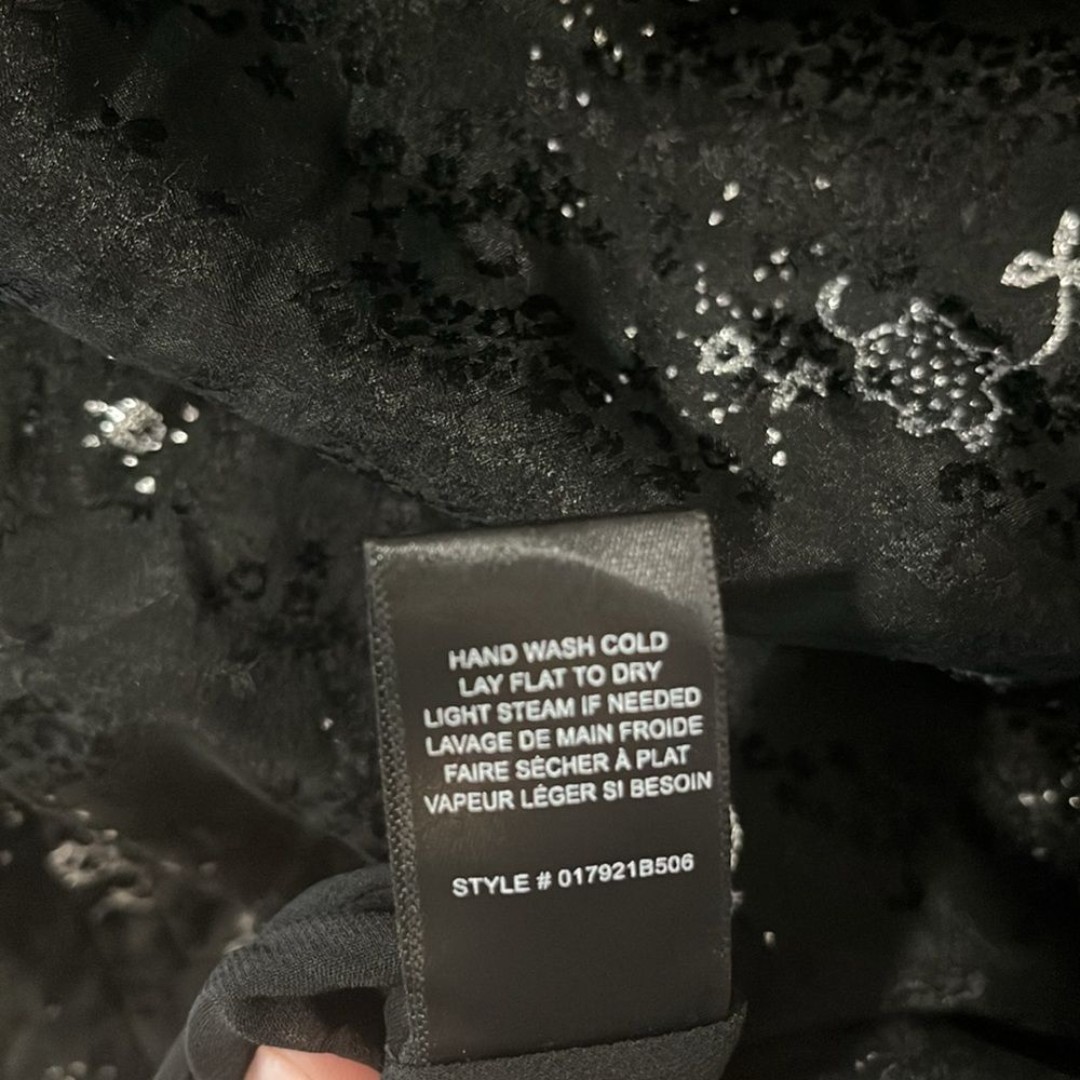 HAND WASH COLD
LAY FLAT TO DRY
LIGHT STEAM IF NEEDED
LAVAGE DE MAIN FROIDE
FAIRE SÉCHER À PLAT
VAPEUR LÉGER SI BESOIN
STYLE # 017921B506